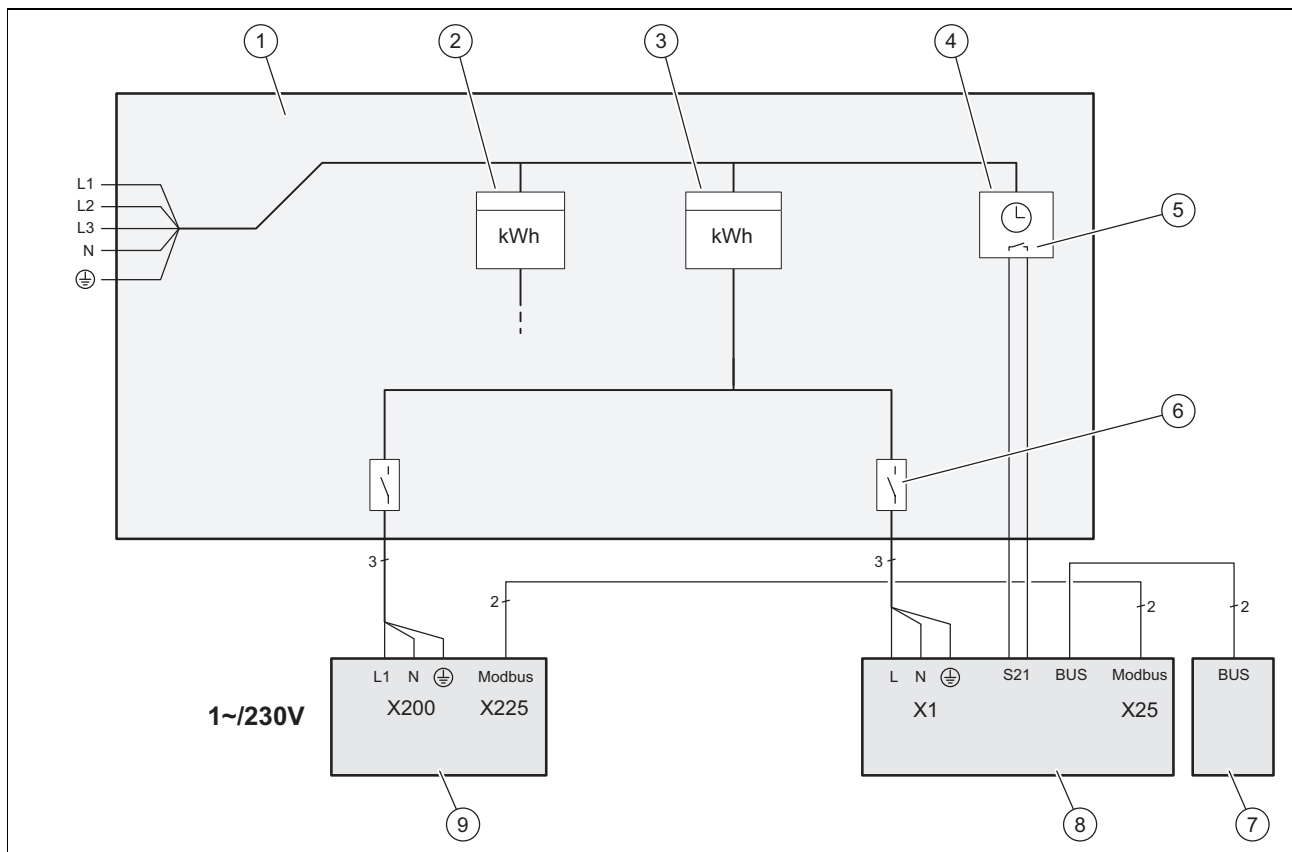 1
2
3
4
L1
L2
L3
N
kWh
kWh
5
6
3
3
2
2
2
L1 N Modbus
X200 X225
1~/230V
L N S21 BUS Modbus
X1 X25
BUS
9
8
7